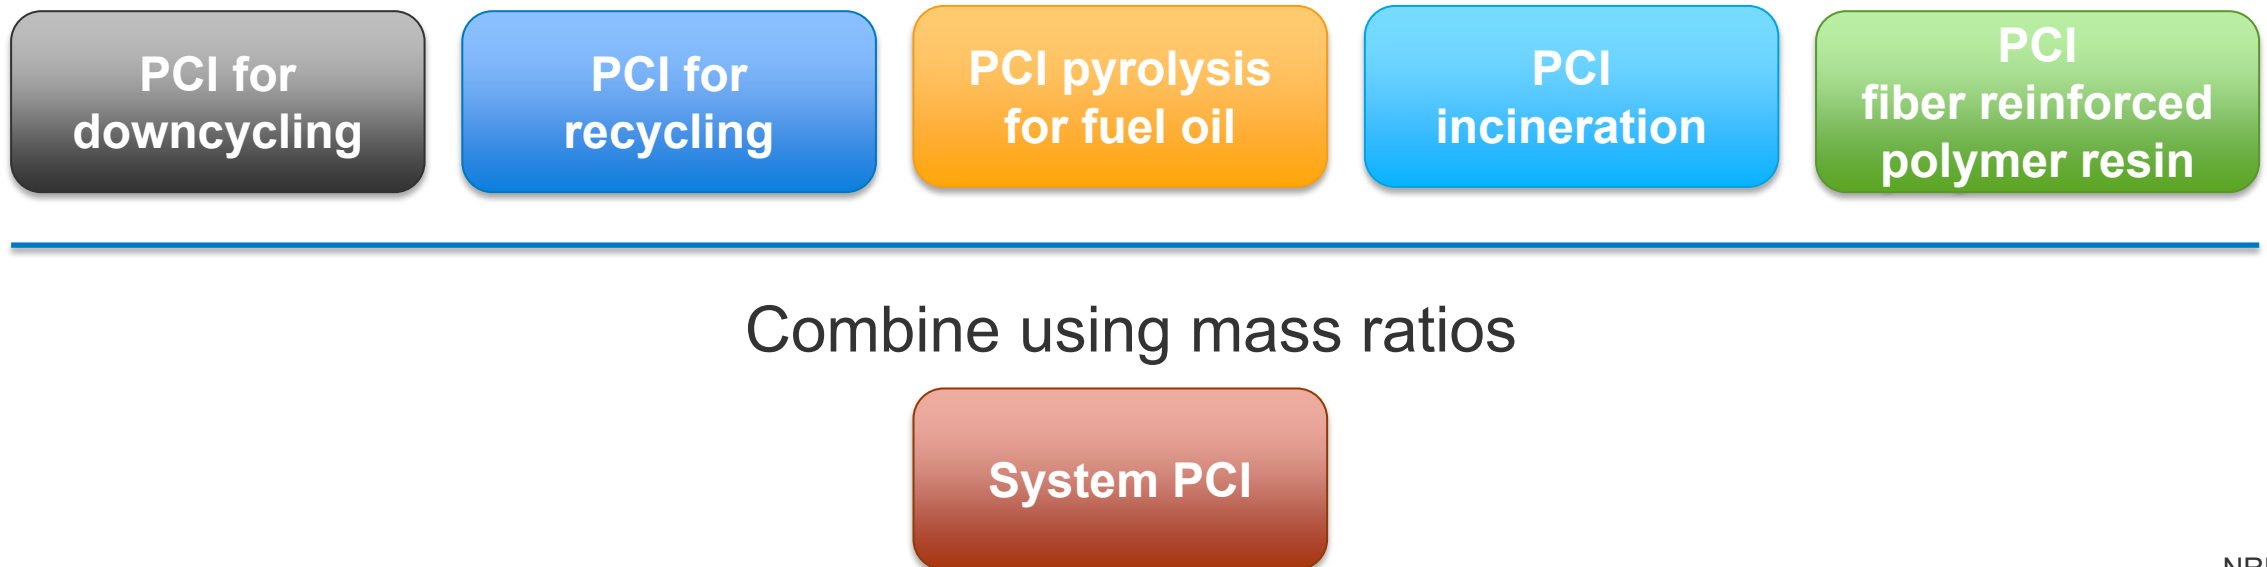 PCI for
downcycling
PCI for
recycling
PCI pyrolysis
for fuel oil
PCI
incineration
PCI
fiber reinforced
polymer resin
Combine using mass ratios
System PCI